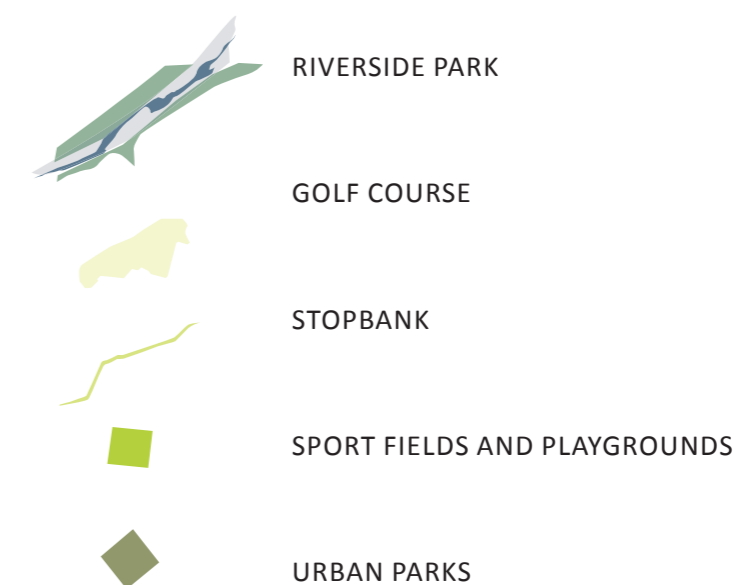 RIVERSIDE PARK
GOLF COURSE
STOPBANK
SPORT FIELDS AND PLAYGROUNDS
URBAN PARKS